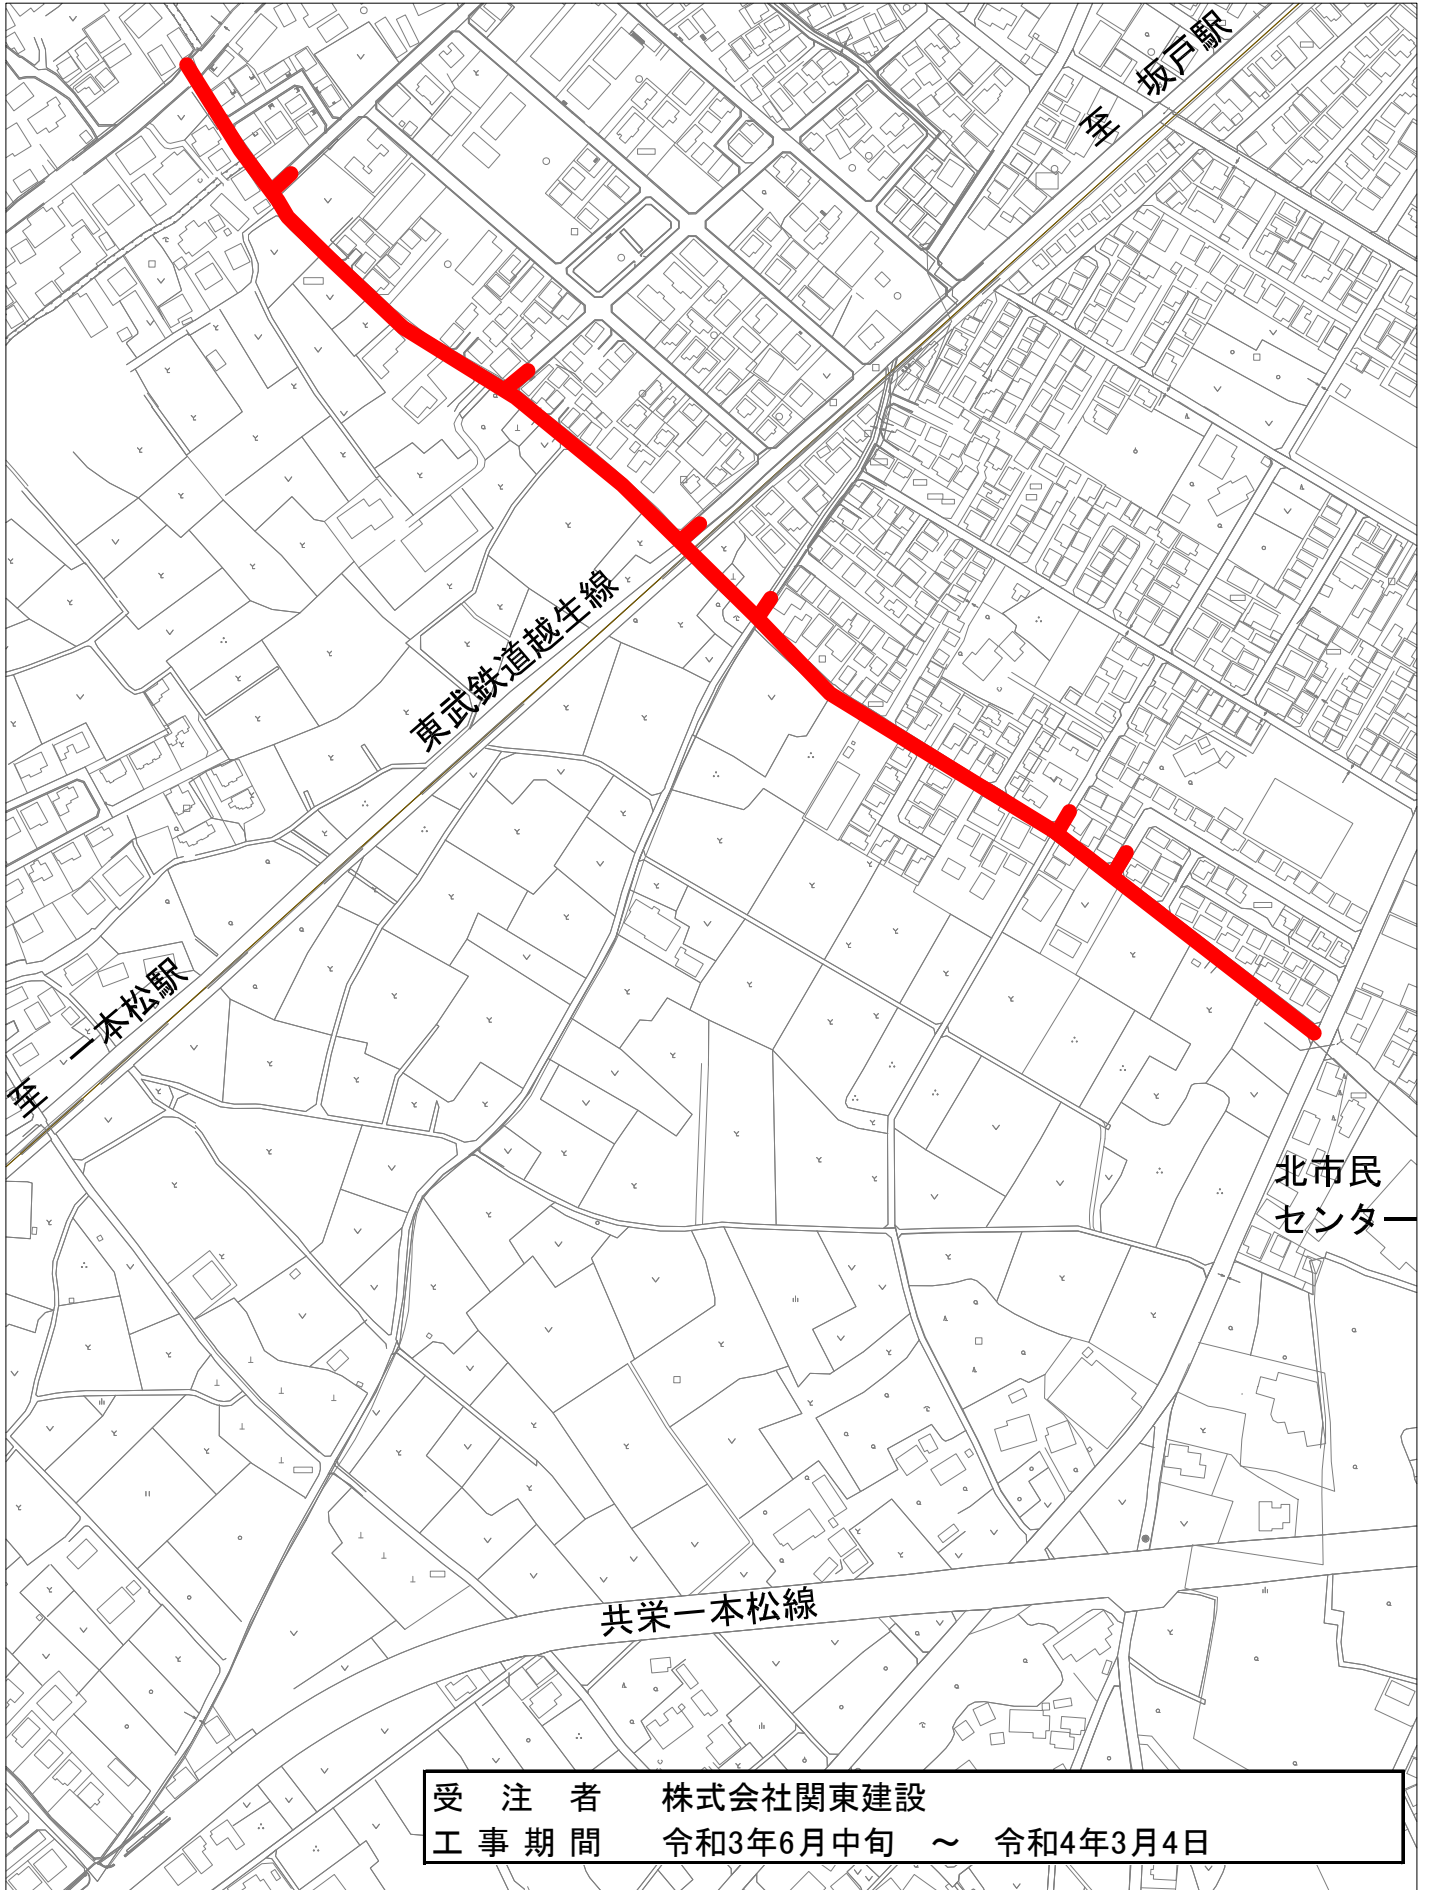 至 坂戸駅
東武鉄道越生線
至 一本松駅
北市民
センター
共栄一本松線
受 注 者 株式会社関東建設
工 事 期 間 令和3年6月中旬 ～ 令和4年3月4日